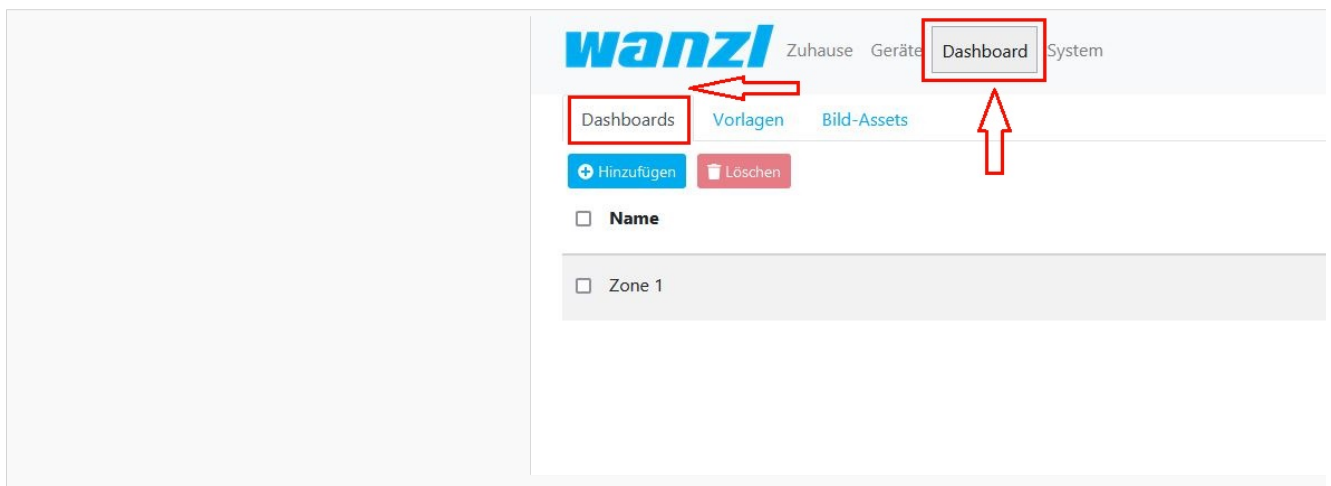 wanzl Zuhause Geräte Dashboard System
Dashboards Vorlagen Bild-Assets
Hinzufügen Löschen
Name
Zone 1